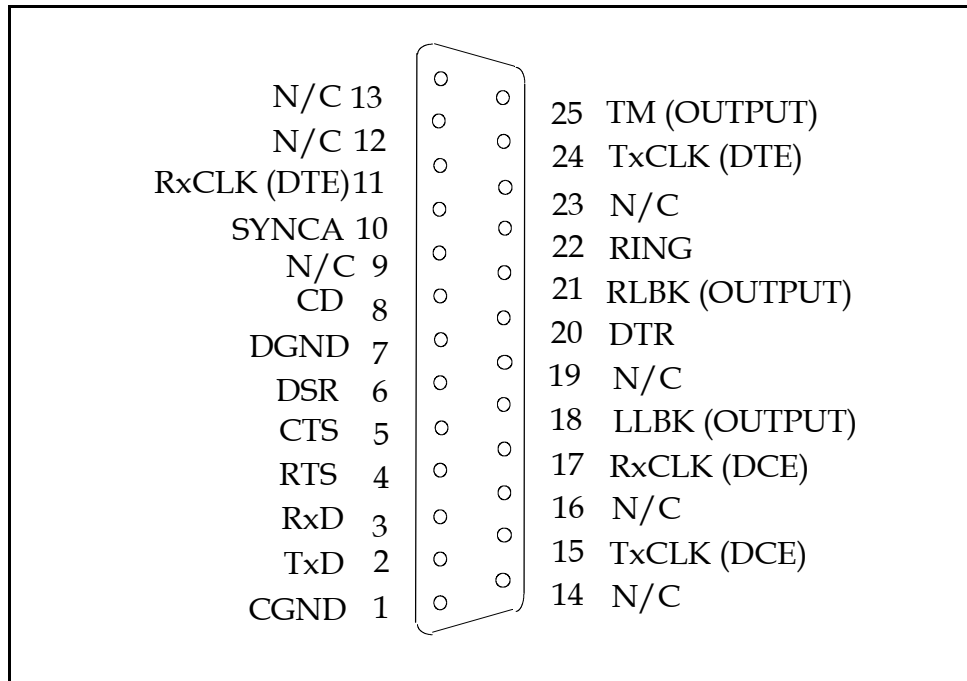 N/C 13
N/C 12
RxCLK (DTE)11
SYNCA 10
N/C 9
CD 8
DGND 7
DSR 6
CTS 5
RTS 4
RxD 3
TxD 2
CGND 1
25 TM (OUTPUT)
24 TxCLK (DTE)
23 N/C
22 RING
21 RLBK (OUTPUT)
20 DTR
19 N/C
18 LLBK (OUTPUT)
17 RxCLK (DCE)
16 N/C
15 TxCLK (DCE)
14 N/C